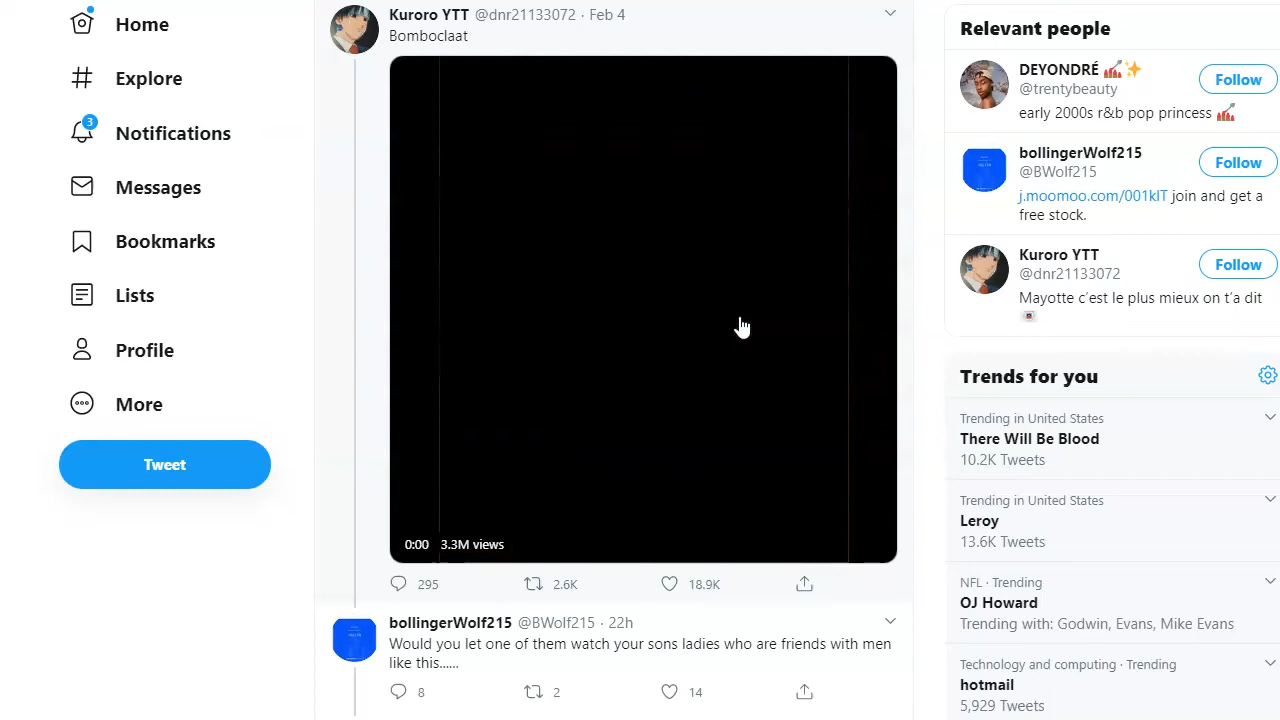 Home
Explore
3
Notifications
Messages
Bookmarks
Lists
Profile
More
Tweet
Kuroro YTT @dnr21133072 · Feb 4
Bomboclaat
0:00 3.3M views
295 2.6K 18.9K
bollingerWolf215 @BWolf215 · 22h
Would you let one of them watch your sons ladies who are friends with men
like this......
8 2 14
Relevant people
DEYONDRÉ 💅🏾✨
@trentybeauty
Follow
early 2000s r&b pop princess 💅🏾
bollingerWolf215
@BWolf215
Follow
j.moomoo.com/001klT join and get a
free stock.
Kuroro YTT
@dnr21133072
Follow
Mayotte c'est le plus mieux on t'a dit
Trends for you
Trending in United States
There Will Be Blood
10.2K Tweets
Trending in United States
Leroy
13.6K Tweets
NFL · Trending
OJ Howard
Trending with: Godwin, Evans, Mike Evans
Technology and computing · Trending
hotmail
5,929 Tweets